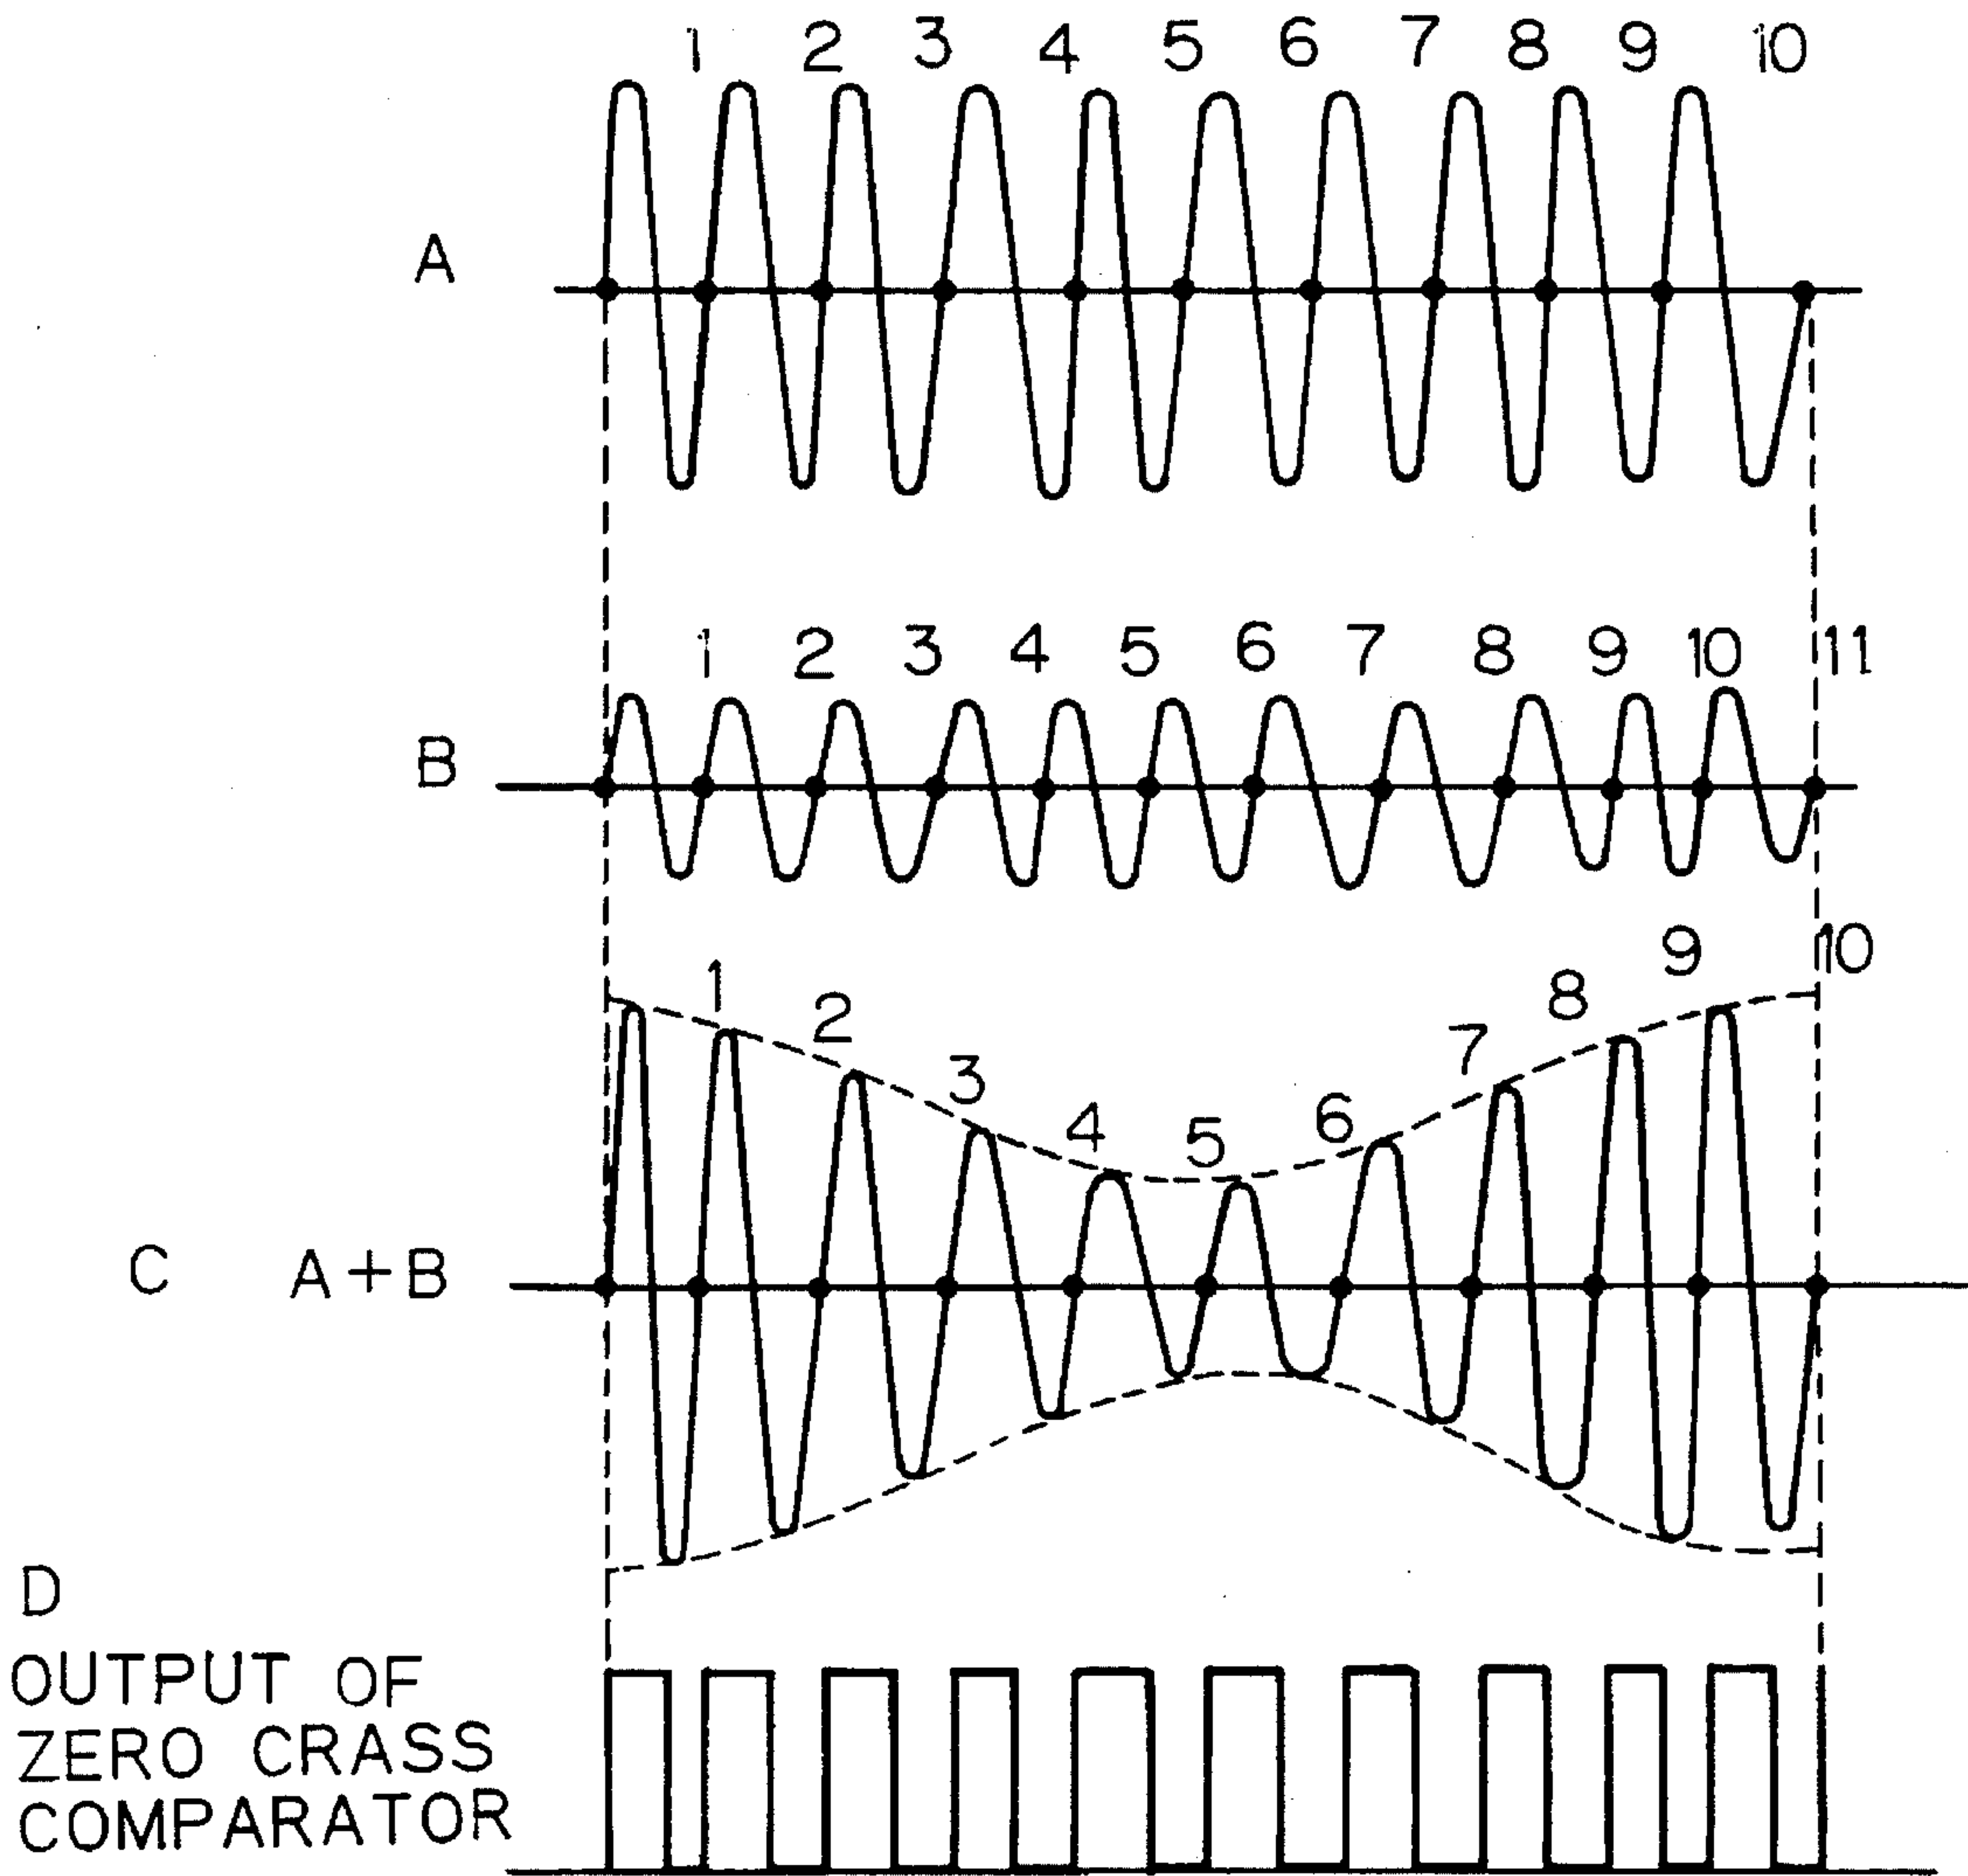 1 2 3 4 5 6 7 8 9 10
A
1 2 3 4 5 6 7 8 9 10 11
B
1 2 3 4 5 6 7 8 9 10
C A+B
D
OUTPUT OF
ZERO CRASS
COMPARATOR